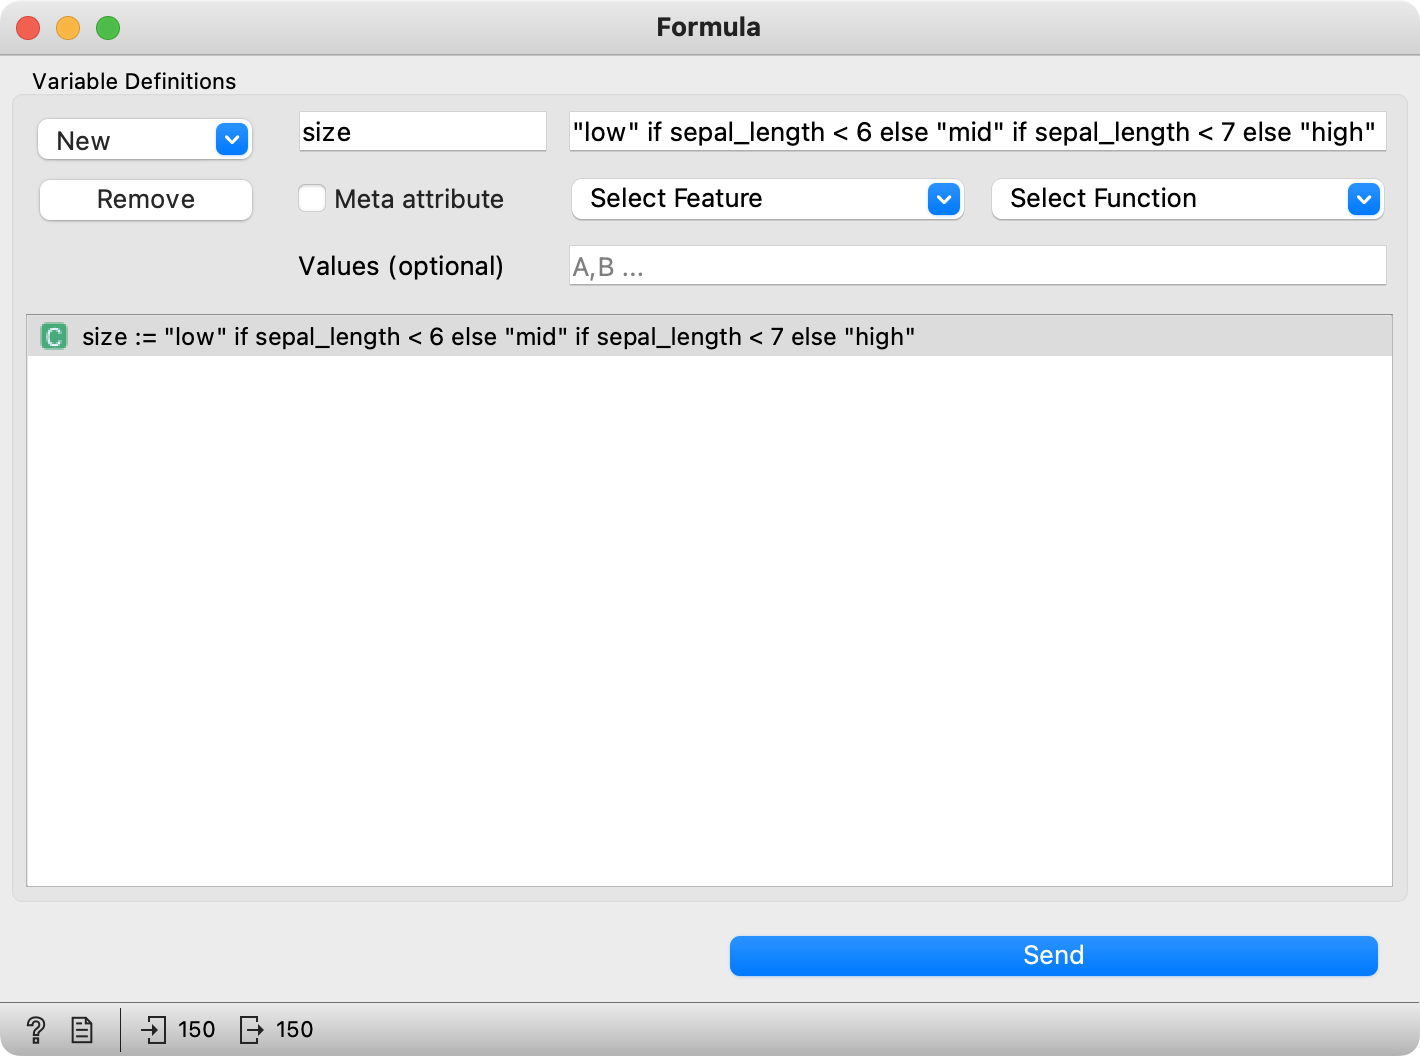 Formula
Variable Definitions
New
size
"low" if sepal_length < 6 else "mid" if sepal_length < 7 else "high"
Remove
Meta attribute
Select Feature
Select Function
Values (optional)
A,B ...
C size := "low" if sepal_length < 6 else "mid" if sepal_length < 7 else "high"
Send
? 150 150